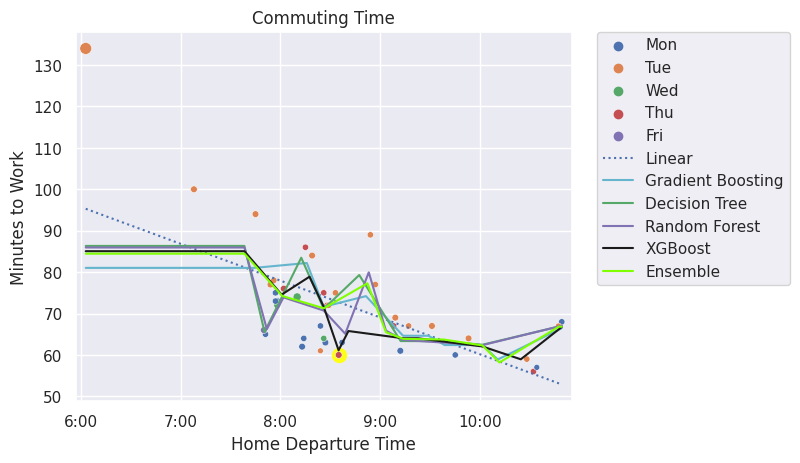 Commuting Time
Minutes to Work
130
120
110
100
90
80
70
60
50
6:00
7:00
8:00
9:00
10:00
Home Departure Time
Mon
Tue
Wed
Thu
Fri
Linear
Gradient Boosting
Decision Tree
Random Forest
XGBoost
Ensemble